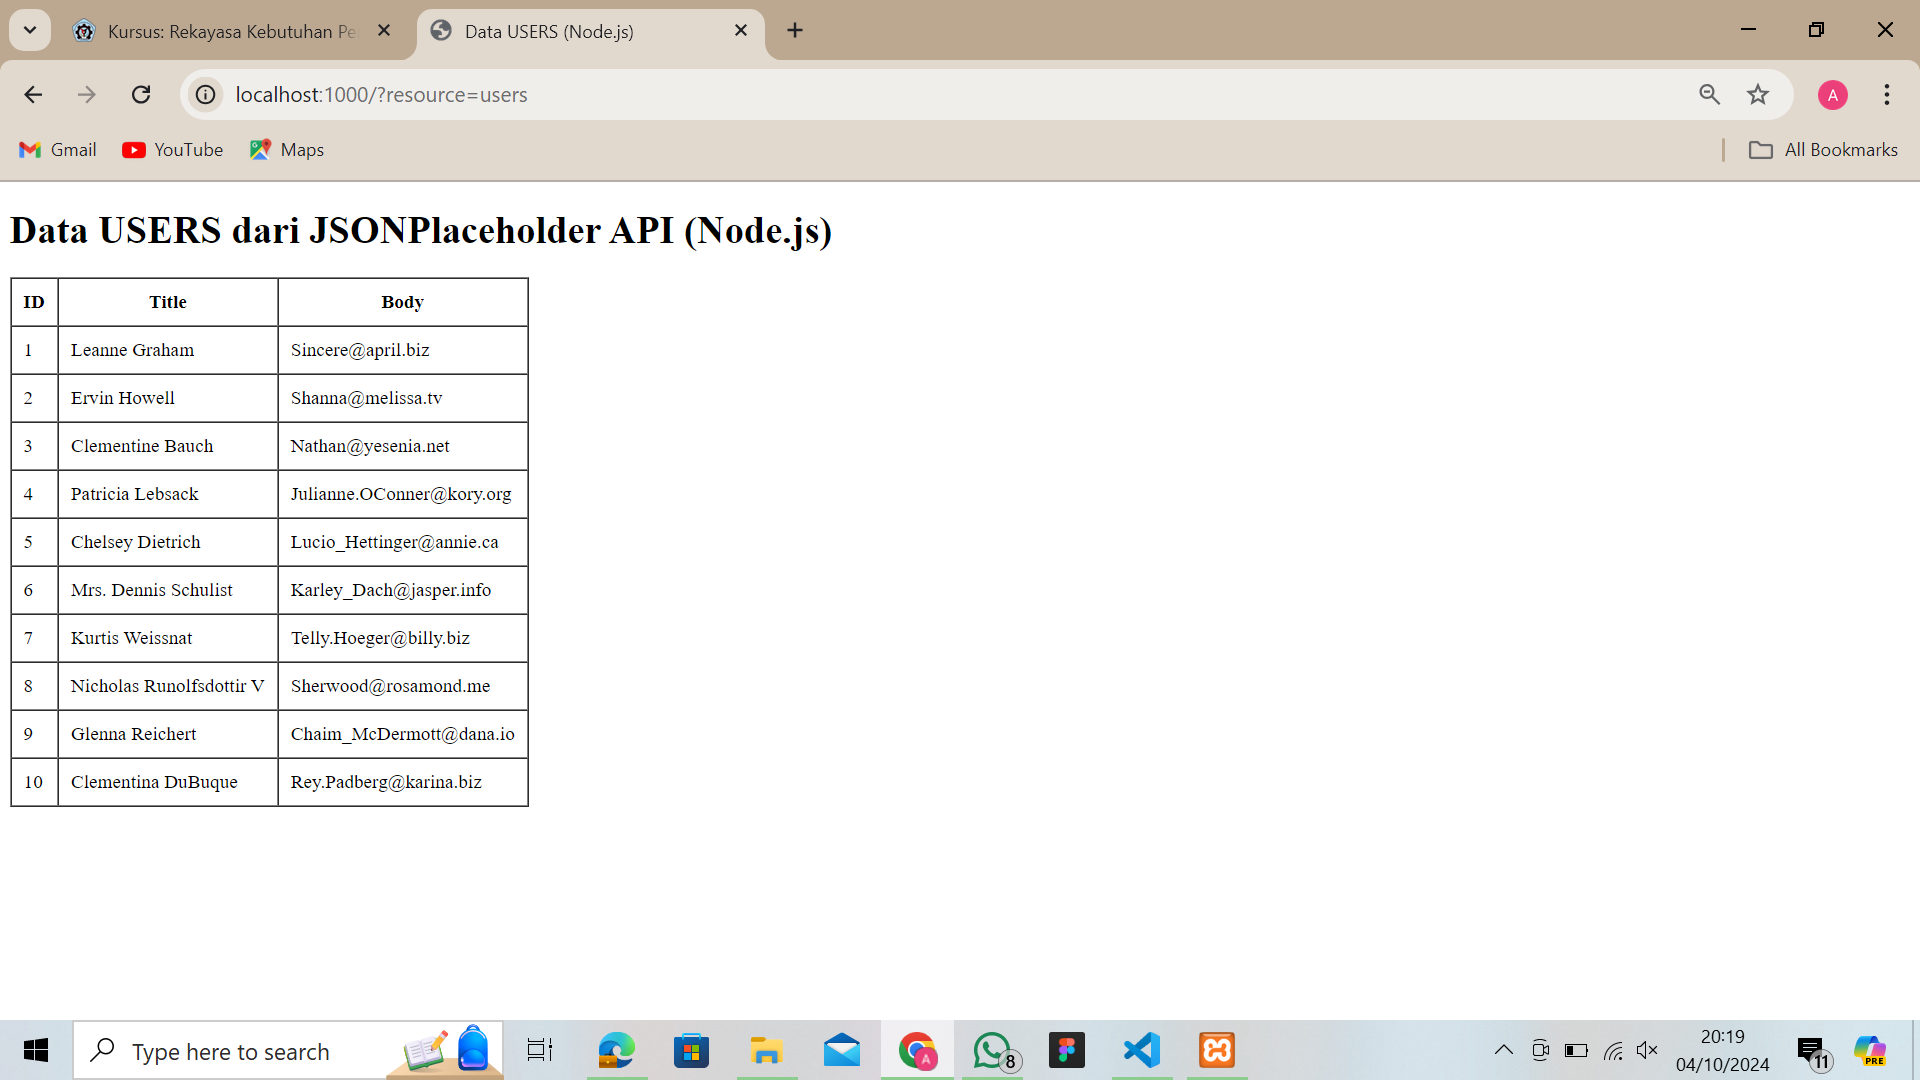 Kursus: Rekayasa Kebutuhan Pe
Data USERS (Node.js)
localhost:1000/?resource=users
A
Gmail
YouTube
Maps
All Bookmarks
Data USERS dari JSONPlaceholder API (Node.js)
ID Title Body
1 Leanne Graham Sincere@april.biz
2 Ervin Howell Shanna@melissa.tv
3 Clementine Bauch Nathan@yesenia.net
4 Patricia Lebsack Julianne.OConner@kory.org
5 Chelsey Dietrich Lucio_Hettinger@annie.ca
6 Mrs. Dennis Schulist Karley_Dach@jasper.info
7 Kurtis Weissnat Telly.Hoeger@billy.biz
8 Nicholas Runolfsdottir V Sherwood@rosamond.me
9 Glenna Reichert Chaim_McDermott@dana.io
10 Clementina DuBuque Rey.Padberg@karina.biz
Type here to search
A
8
20:19
04/10/2024
11
PRE